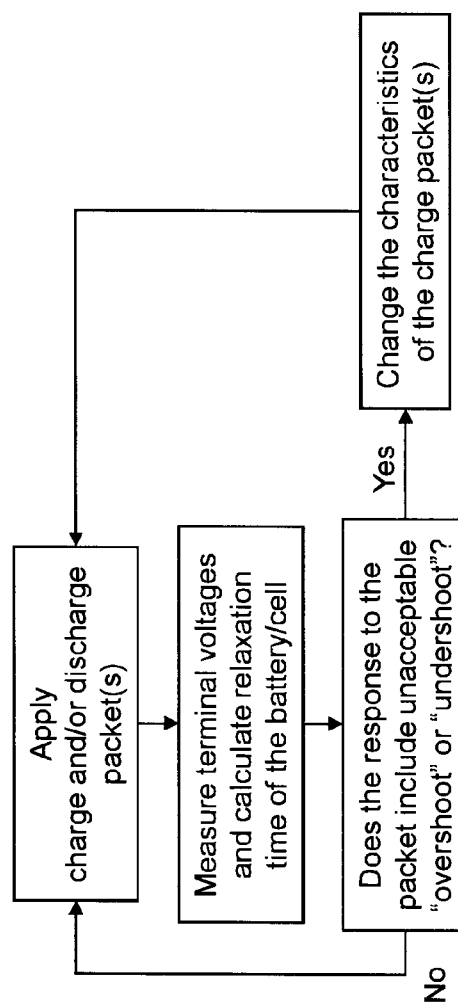 Apply
charge and/or discharge
packet(s)
Measure terminal voltages
and calculate relaxation
time of the battery/cell
Does the response to the
packet include unacceptable
“overshoot” or “undershoot”?
No
Yes
Change the characteristics
of the charge packet(s)